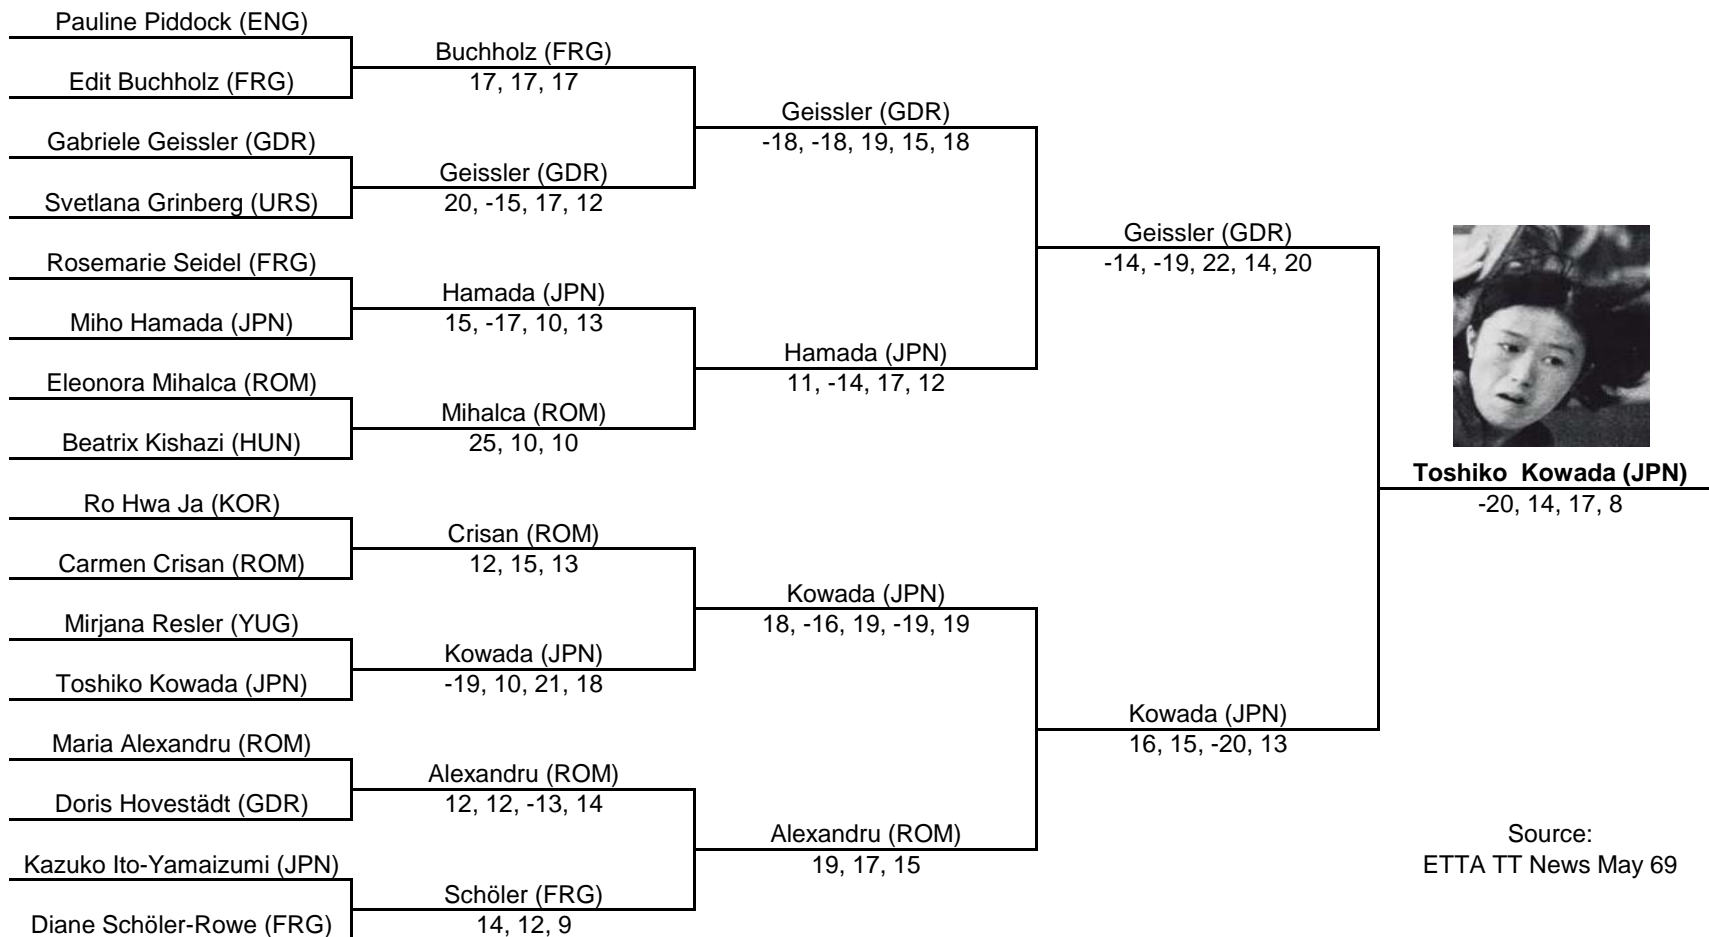 Pauline Piddock (ENG)
Edit Buchholz (FRG)
Gabriele Geissler (GDR)
Svetlana Grinberg (URS)
Rosemarie Seidel (FRG)
Miho Hamada (JPN)
Eleonora Mihalca (ROM)
Beatrix Kishazi (HUN)
Ro Hwa Ja (KOR)
Carmen Crisan (ROM)
Mirjana Resler (YUG)
Toshiko Kowada (JPN)
Maria Alexandru (ROM)
Doris Hovestädt (GDR)
Kazuko Ito-Yamaizumi (JPN)
Diane Schöler-Rowe (FRG)
Buchholz (FRG)
17, 17, 17
Geissler (GDR)
20, -15, 17, 12
Hamada (JPN)
15, -17, 10, 13
Mihalca (ROM)
25, 10, 10
Crisan (ROM)
12, 15, 13
Kowada (JPN)
-19, 10, 21, 18
Alexandru (ROM)
12, 12, -13, 14
Schöler (FRG)
14, 12, 9
Geissler (GDR)
-18, -18, 19, 15, 18
Hamada (JPN)
11, -14, 17, 12
Kowada (JPN)
18, -16, 19, -19, 19
Alexandru (ROM)
19, 17, 15
Geissler (GDR)
-14, -19, 22, 14, 20
Kowada (JPN)
16, 15, -20, 13
Toshiko  Kowada (JPN)
-20, 14, 17, 8
Source:
ETTA TT News May 69